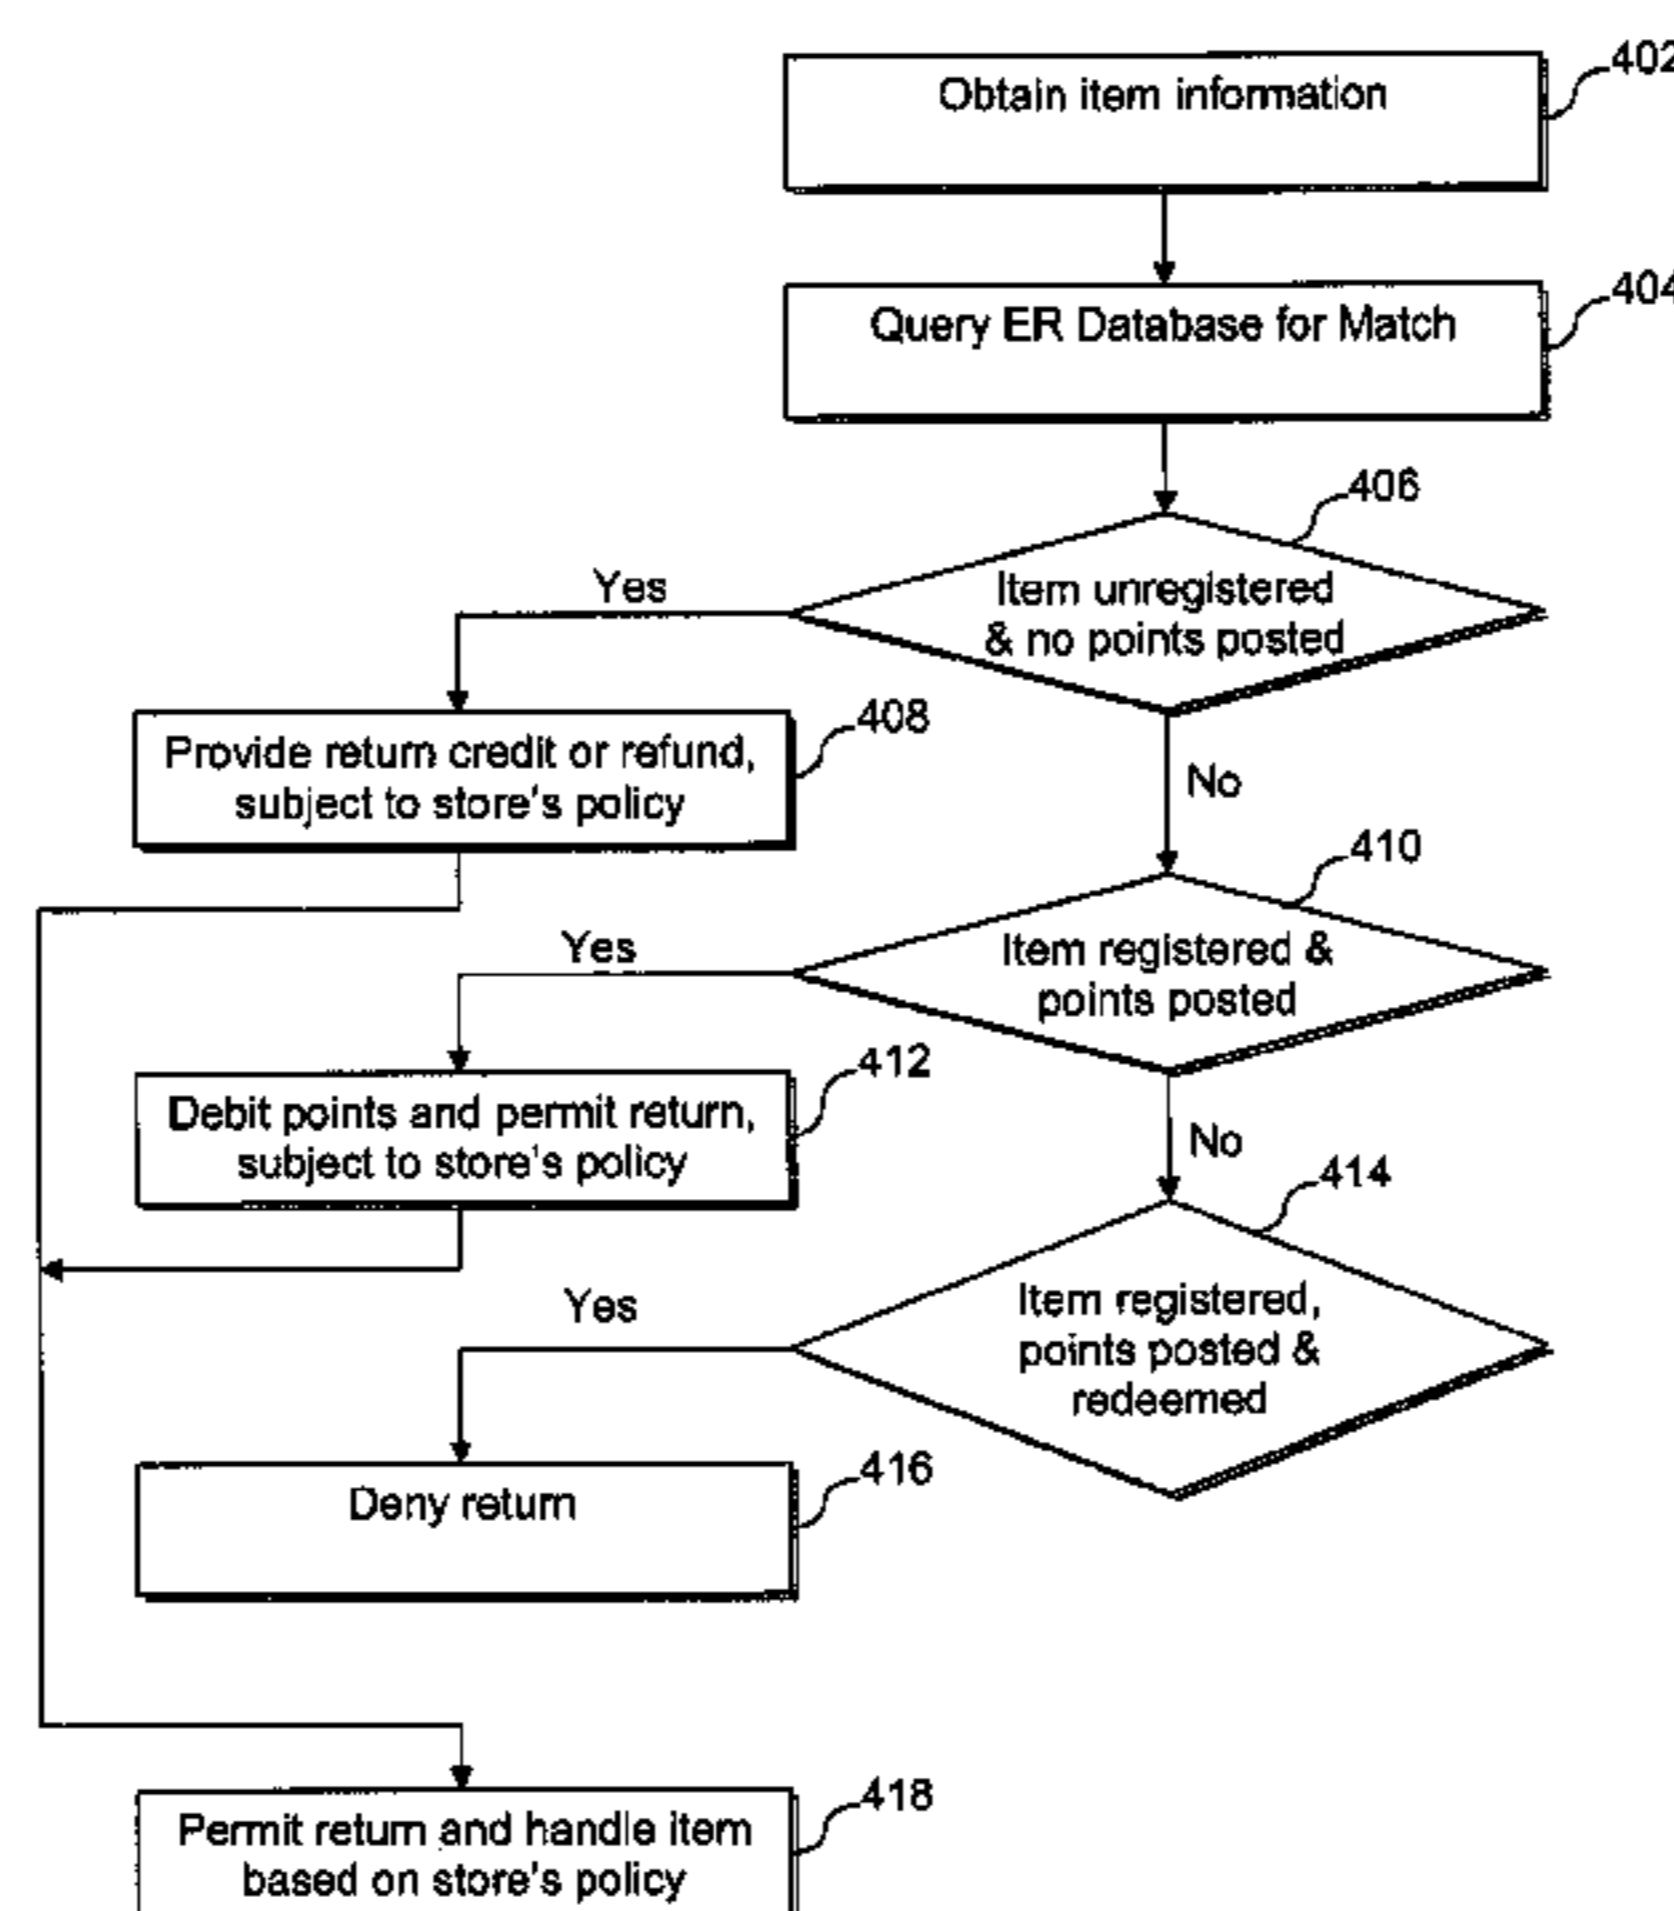 402
Obtain item information
404
Query ER Database for Match
406
Yes
Item unregistered
& no points posted
408
Provide return credit or refund,
subject to store's policy
No
410
Yes
Item registered &
points posted
412
Debit points and permit return,
subject to store's policy
No
414
Yes
Item registered,
points posted &
redeemed
416
Deny return
418
Permit return and handle item
based on store's policy